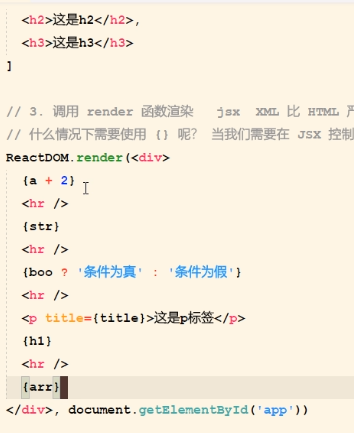 <h2>这是h2</h2>,
<h3>这是h3</h3>
]
// 3. 调用 render 函数渲染 jsx XML 比 HTML
// 什么情况下需要使用 {} 呢? 当我们需要在 JSX 控制
ReactDOM.render(<div>
{a + 2}
<hr />
{str}
<hr />
{boo ? '条件为真' : '条件为假'}
<hr />
<p title={title}>这是p标签</p>
{h1}
<hr />
{arr}
</div>, document.getElementById('app'))